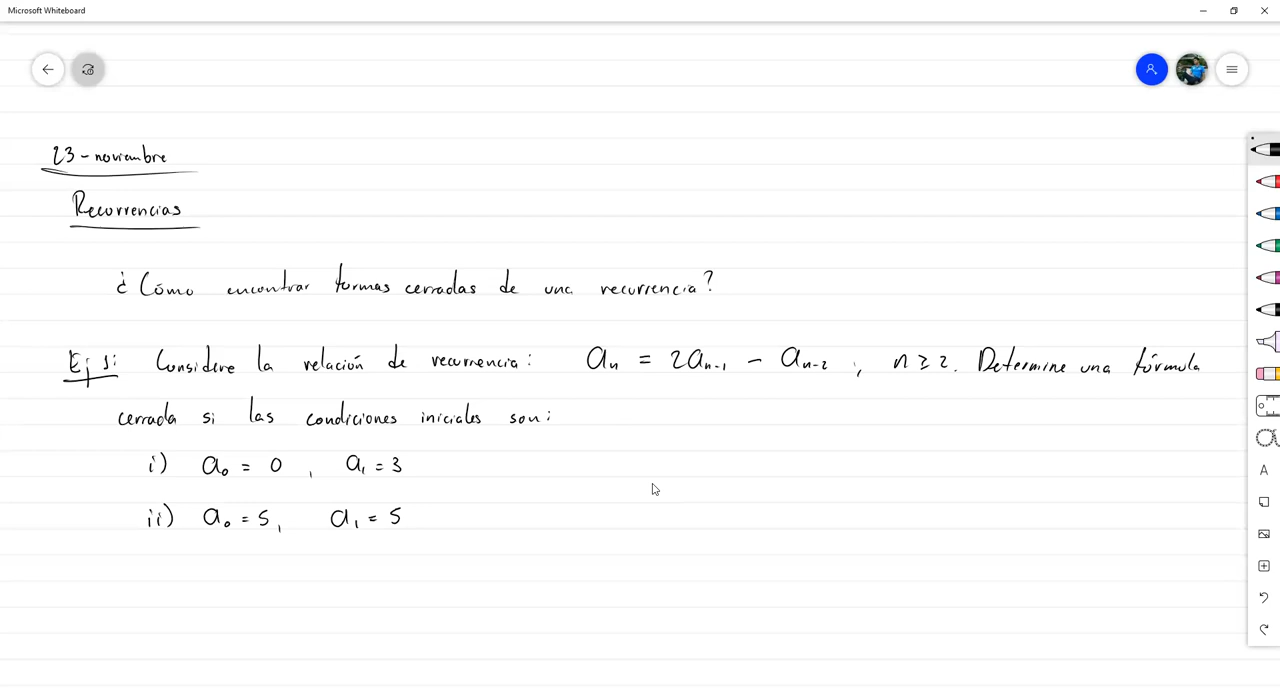 Microsoft Whiteboard
23-noviembre
Recurrencias
¿Cómo encontrar formas cerradas de una recurrencia?
Ej 1: Considere la relación de recurrencia: aₙ = 2aₙ₋₁ - aₙ₋₂, n ≥ 2. Determine una fórmula
cerrada si las condiciones iniciales son:
i) a₀ = 0, a₁ = 3
ii) a₀ = 5, a₁ = 5
A